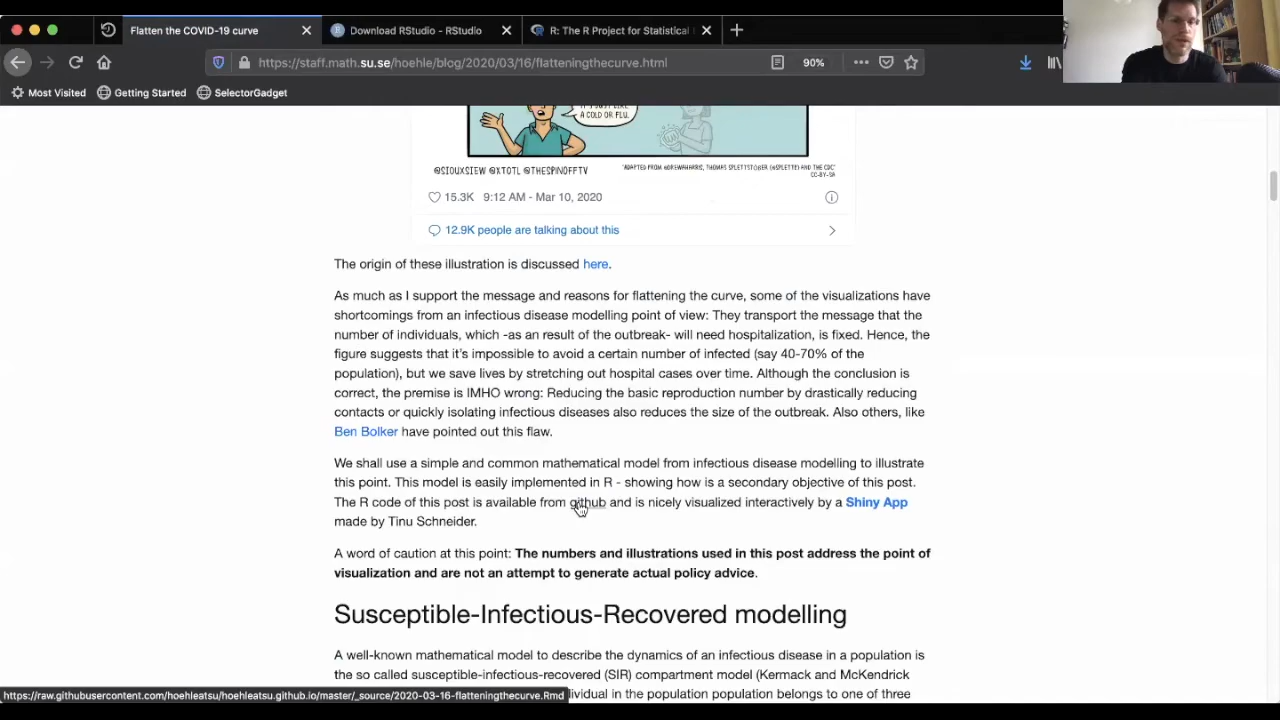 Flatten the COVID-19 curve
Download RStudio - RStudio
R: The R Project for Statistical
https://staff.math.su.se/hoehle/blog/2020/03/16/flatteningthecurve.html
90%
Most Visited
Getting Started
SelectorGadget
A COLD OR FLU.
@SIOUXSIEW @XTOTL @THESPINOFFTV
CC-BY-SA
15.3K 9:12 AM - Mar 10, 2020
12.9K people are talking about this
The origin of these illustration is discussed here.
As much as I support the message and reasons for flattening the curve, some of the visualizations have
shortcomings from an infectious disease modelling point of view: They transport the message that the
number of individuals, which -as an result of the outbreak- will need hospitalization, is fixed. Hence, the
figure suggests that it's impossible to avoid a certain number of infected (say 40-70% of the
population), but we save lives by stretching out hospital cases over time. Although the conclusion is
correct, the premise is IMHO wrong: Reducing the basic reproduction number by drastically reducing
contacts or quickly isolating infectious diseases also reduces the size of the outbreak. Also others, like
Ben Bolker have pointed out this flaw.
We shall use a simple and common mathematical model from infectious disease modelling to illustrate
this point. This model is easily implemented in R - showing how is a secondary objective of this post.
The R code of this post is available from github and is nicely visualized interactively by a Shiny App
made by Tinu Schneider.
A word of caution at this point: The numbers and illustrations used in this post address the point of
visualization and are not an attempt to generate actual policy advice.
Susceptible-Infectious-Recovered modelling
A well-known mathematical model to describe the dynamics of an infectious disease in a population is
the so called susceptible-infectious-recovered (SIR) compartment model (Kermack and McKendrick
https://raw.githubusercontent.com/hoehleatsu/hoehleatsu.github.io/master/_source/2020-03-16-flatteningthecurve.Rmd
ividual in the population population belongs to one of three